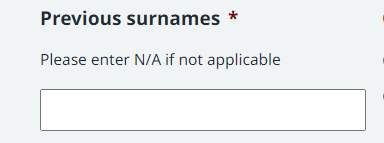 Previous surnames *
Please enter N/A if not applicable